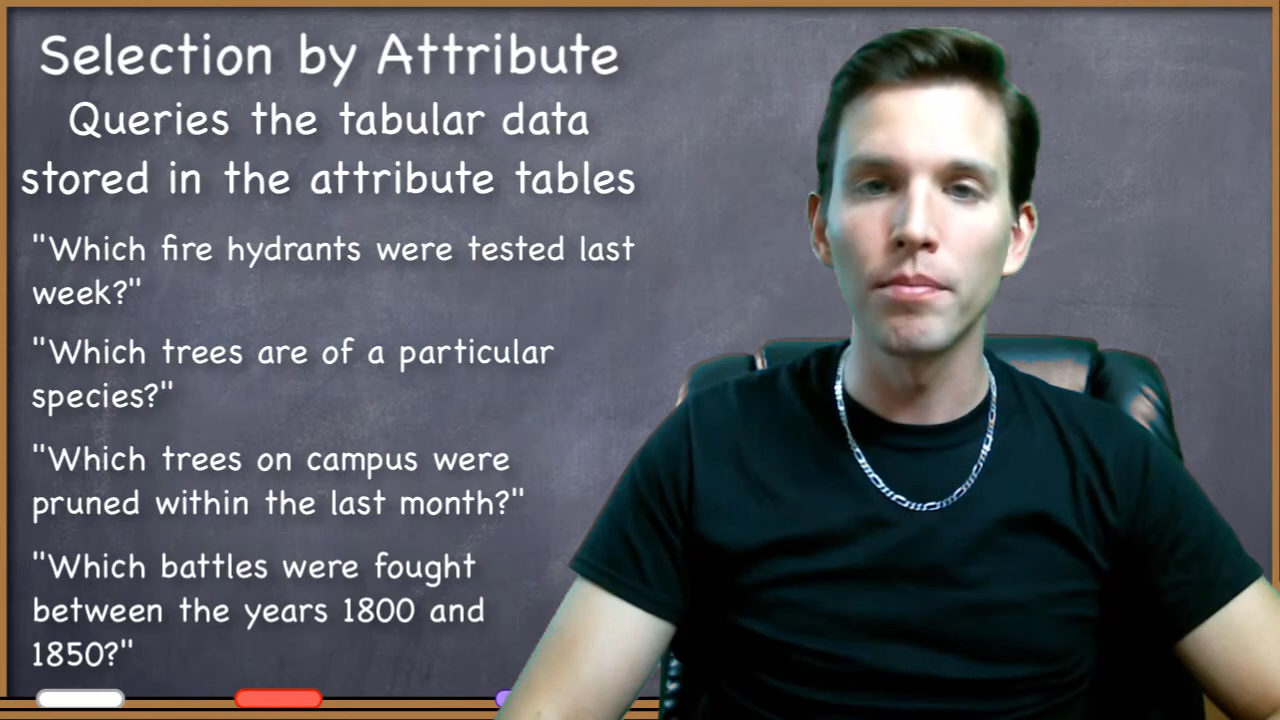 Selection by Attribute
Queries the tabular data
stored in the attribute tables
"Which fire hydrants were tested last
week?"
"Which trees are of a particular
species?"
"Which trees on campus were
pruned within the last month?"
"Which battles were fought
between the years 1800 and
1850?"